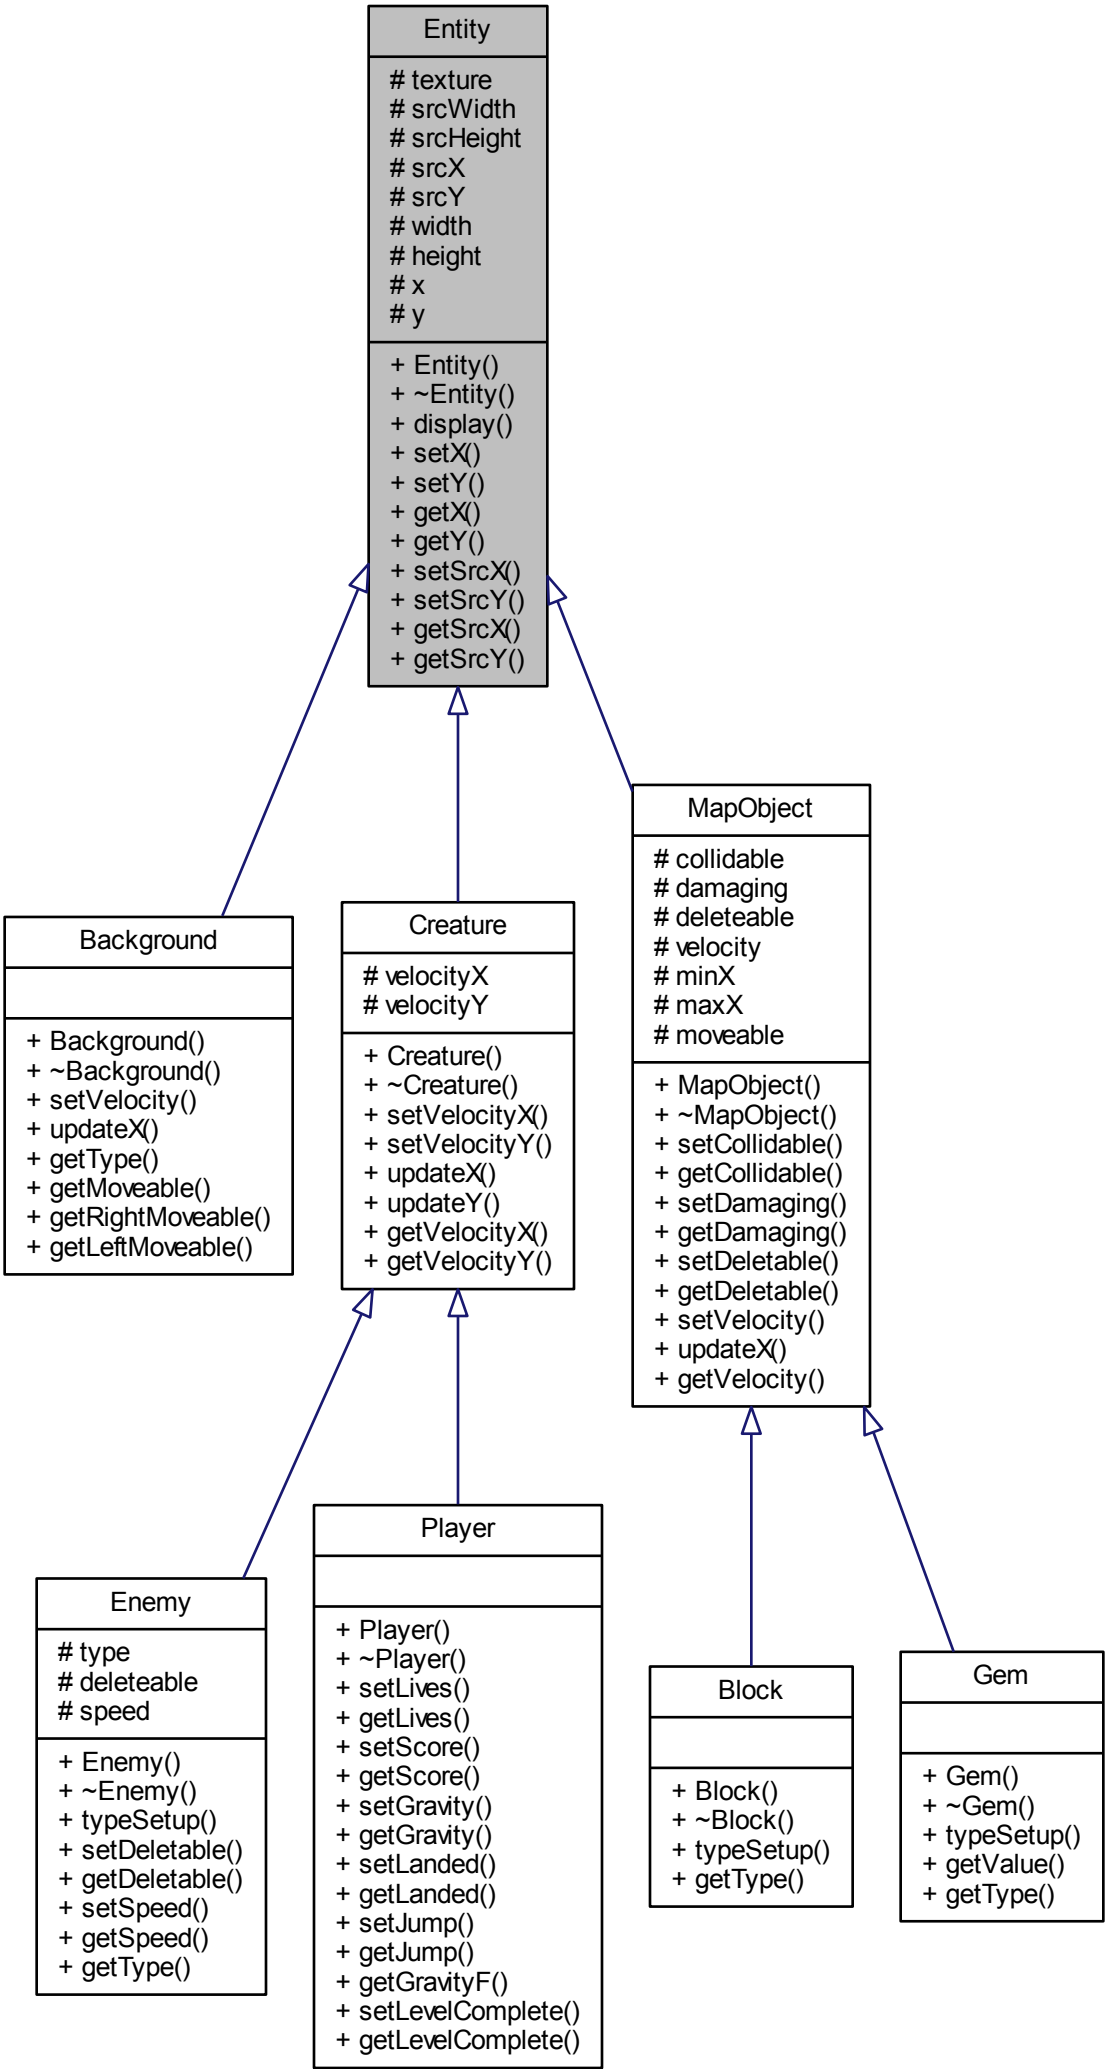 Entity
# texture
# srcWidth
# srcHeight
# srcX
# srcY
# width
# height
# x
# y
+ Entity()
+ ~Entity()
+ display()
+ setX()
+ setY()
+ getX()
+ getY()
+ setSrcX()
+ setSrcY()
+ getSrcX()
+ getSrcY()
Background
+ Background()
+ ~Background()
+ setVelocity()
+ updateX()
+ getType()
+ getMoveable()
+ getRightMoveable()
+ getLeftMoveable()
Creature
# velocityX
# velocityY
+ Creature()
+ ~Creature()
+ setVelocityX()
+ setVelocityY()
+ updateX()
+ updateY()
+ getVelocityX()
+ getVelocityY()
MapObject
# collidable
# damaging
# deleteable
# velocity
# minX
# maxX
# moveable
+ MapObject()
+ ~MapObject()
+ setCollidable()
+ getCollidable()
+ setDamaging()
+ getDamaging()
+ setDeletable()
+ getDeletable()
+ setVelocity()
+ updateX()
+ getVelocity()
Enemy
# type
# deleteable
# speed
+ Enemy()
+ ~Enemy()
+ typeSetup()
+ setDeletable()
+ getDeletable()
+ setSpeed()
+ getSpeed()
+ getType()
Player
+ Player()
+ ~Player()
+ setLives()
+ getLives()
+ setScore()
+ getScore()
+ setGravity()
+ getGravity()
+ setLanded()
+ getLanded()
+ setJump()
+ getJump()
+ getGravityF()
+ setLevelComplete()
+ getLevelComplete()
Block
+ Block()
+ ~Block()
+ typeSetup()
+ getType()
Gem
+ Gem()
+ ~Gem()
+ typeSetup()
+ getValue()
+ getType()